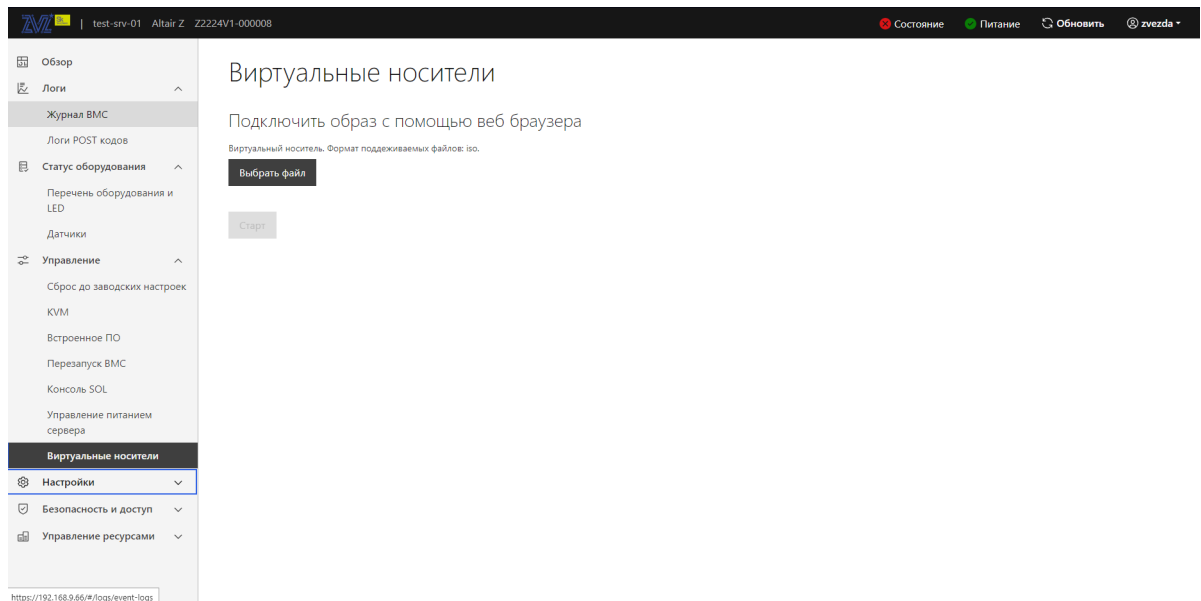 | test-srv-01 Altair Z Z2224V1-000008
Состояние Питание Обновить zvezda
Обзор
Логи
Журнал BMC
Логи POST кодов
Статус оборудования
Перечень оборудования и
LED
Датчики
Управление
Сброс до заводских настроек
KVM
Встроенное ПО
Перезапуск BMC
Консоль SOL
Управление питанием
сервера
Виртуальные носители
Настройки
Безопасность и доступ
Управление ресурсами
https://192.168.9.66/#/logs/event-logs
Виртуальные носители
Подключить образ с помощью веб браузера
Виртуальный носитель. Формат поддеживаемых файлов: iso.
Выбрать файл
Старт